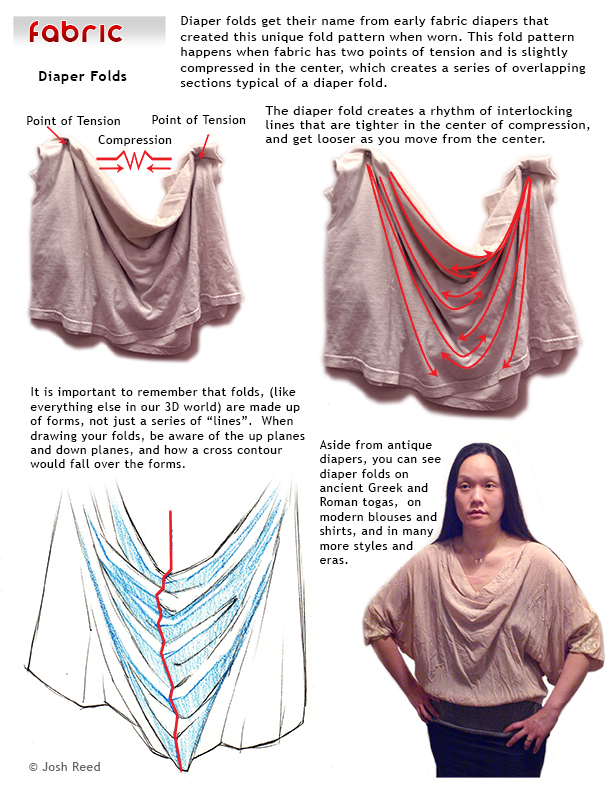 fabric
Diaper Folds
Diaper folds get their name from early fabric diapers that
created this unique fold pattern when worn. This fold pattern
happens when fabric has two points of tension and is slightly
compressed in the center, which creates a series of overlapping
sections typical of a diaper fold.
Point of Tension
Point of Tension
Compression
The diaper fold creates a rhythm of interlocking
lines that are tighter in the center of compression,
and get looser as you move from the center.
It is important to remember that folds, (like
everything else in our 3D world) are made up
of forms, not just a series of “lines”.  When
drawing your folds, be aware of the up planes
and down planes, and how a cross contour
would fall over the forms.
Aside from antique
diapers, you can see
diaper folds on
ancient Greek and
Roman togas,  on
modern blouses and
shirts, and in many
more styles and
eras.
© Josh Reed